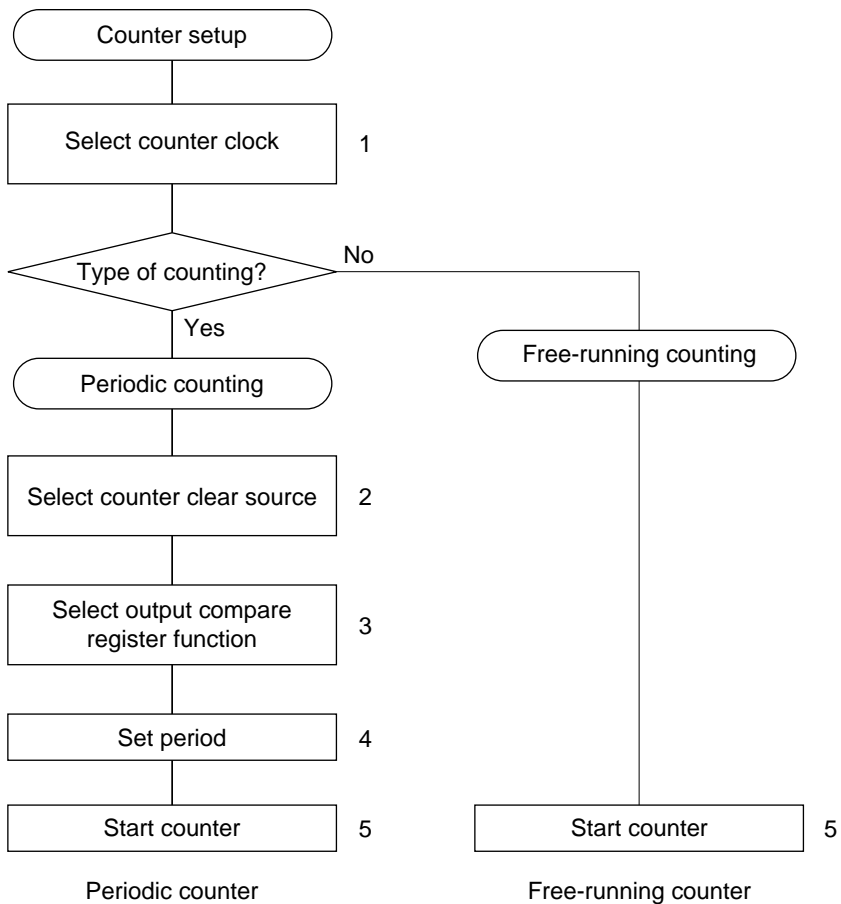 Counter setup
Select counter clock
1
Type of counting?
No
Yes
Free-running counting
Periodic counting
Select counter clear source
2
Select output compare
register function
3
Set period
4
Start counter
5
Start counter
5
Periodic counter
Free-running counter